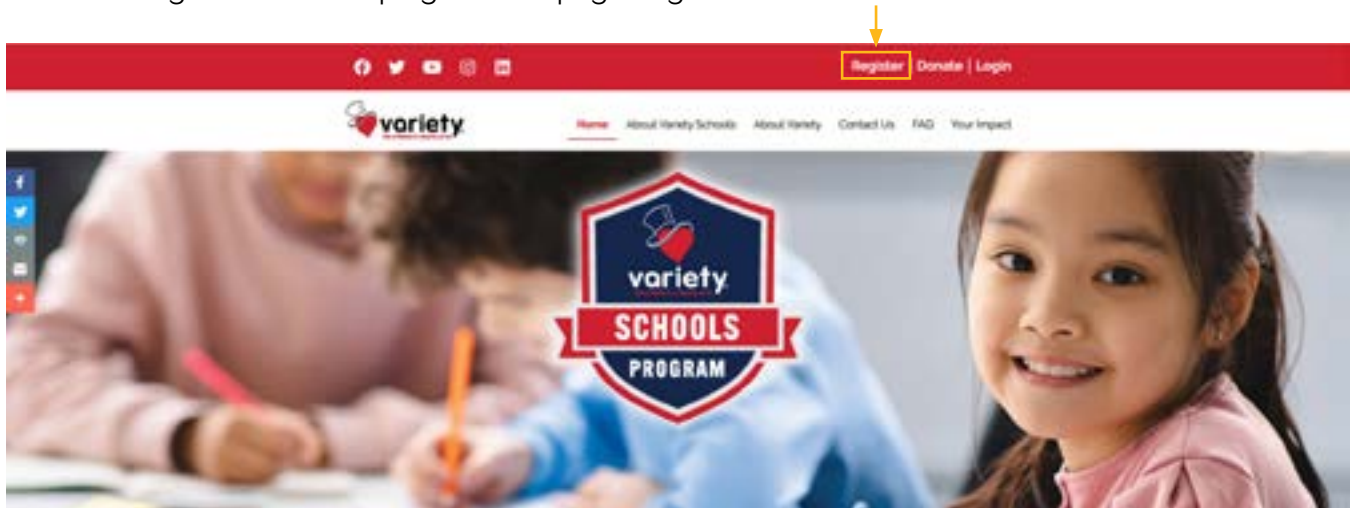 Register Donate | Login
variety
Home About Variety Schools About Variety Contact Us FAQ Your Impact
variety
SCHOOLS
PROGRAM